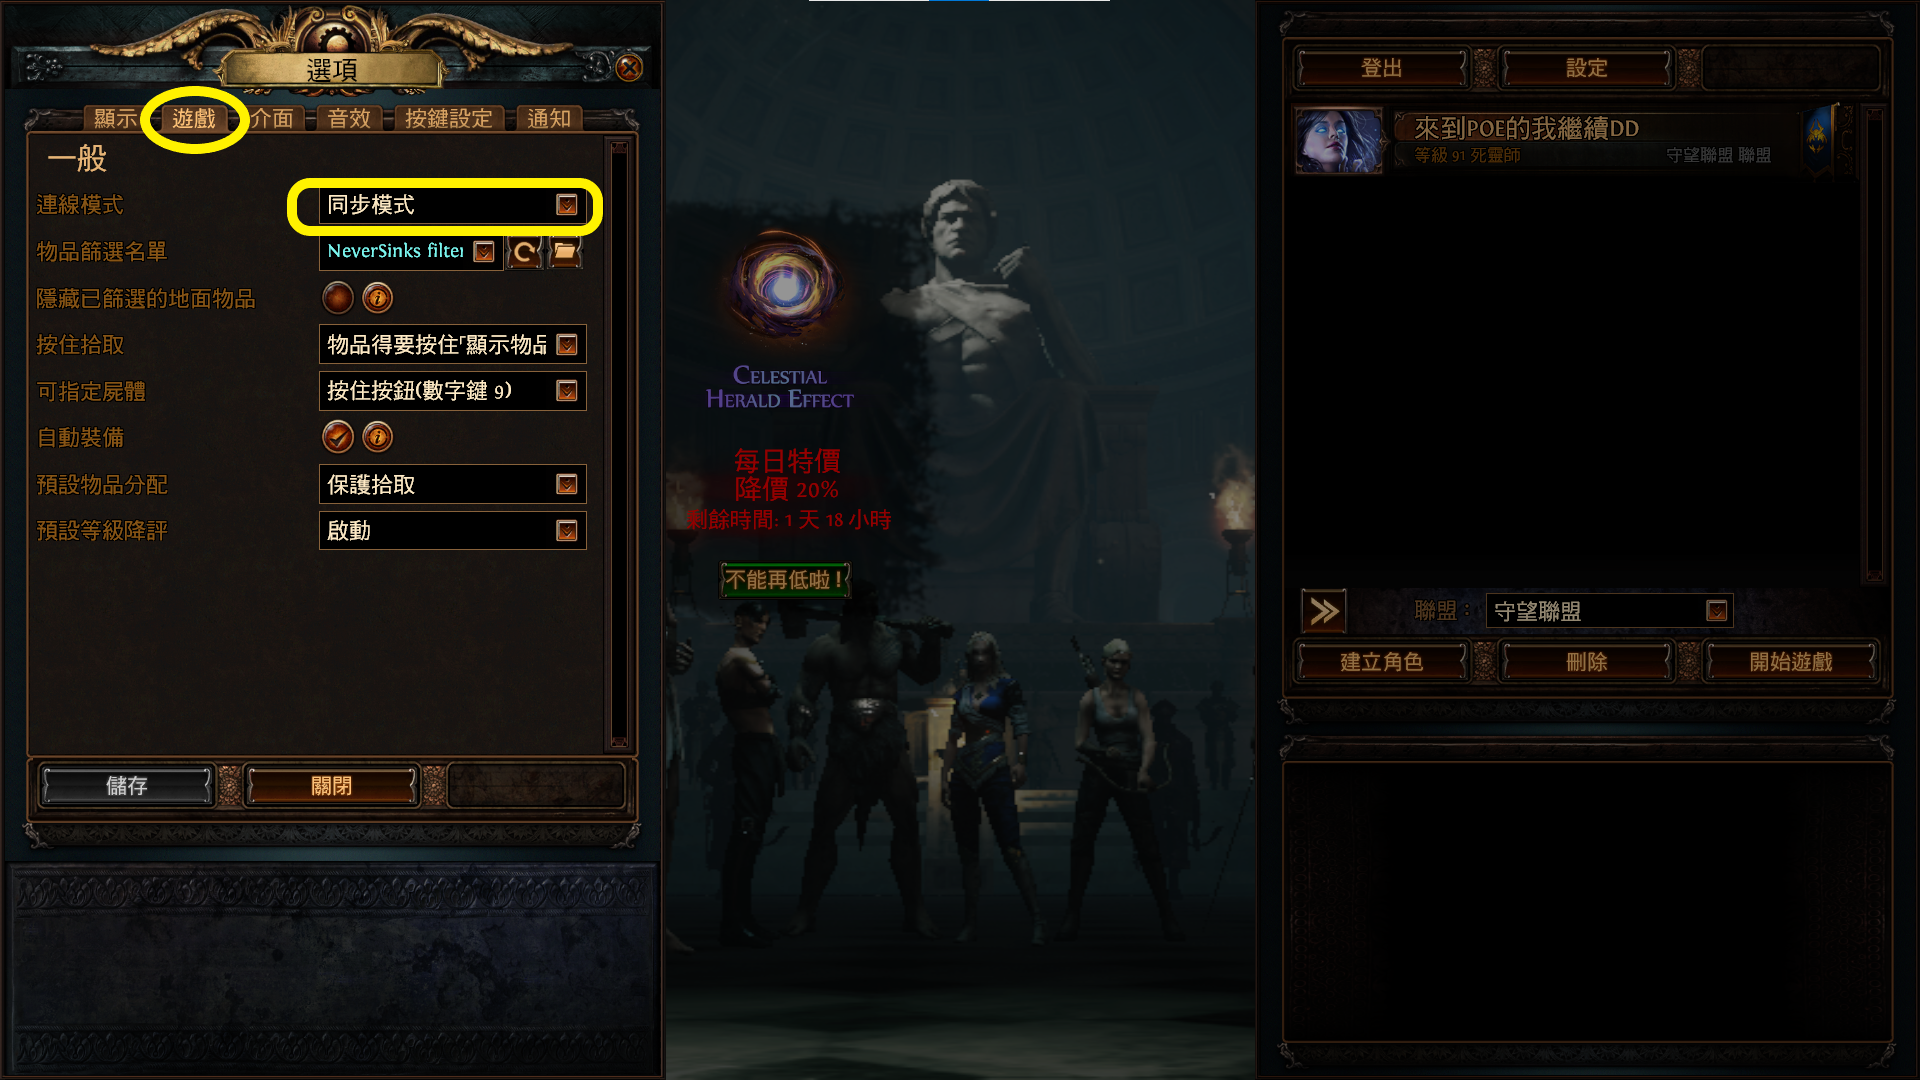 選項
顯示 遊戲 介面 音效 按鍵設定 通知
一般
連線模式 同步模式
物品篩選名單 NeverSinks filter
隱藏已篩選的地面物品
按住拾取 物品得要按住「顯示物品
可指定屍體 按住按鈕(數字鍵 9)
自動裝備
預設物品分配 保護拾取
預設等級降評 啟動
儲存 關閉
Celestial
Herald Effect
每日特價
降價 20%
剩餘時間: 1 天 18 小時
不能再低啦！
登出 設定
來到POE的我繼續DD
等級 91 死靈師 守望聯盟 聯盟
聯盟： 守望聯盟
建立角色 刪除 開始遊戲